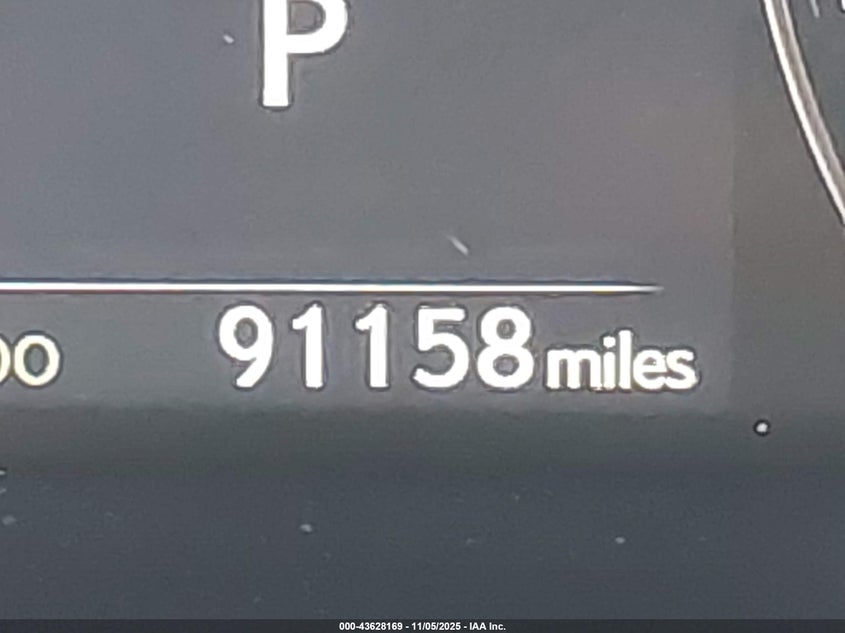 P
91158 miles
000-43628169 - 11/05/2025 - IAA Inc.